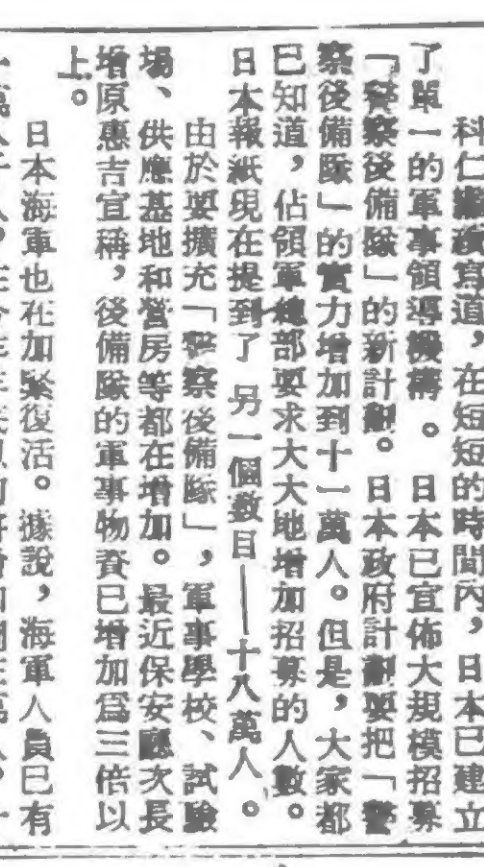 科仁繼續寫道，在短短的時間內，日本已建立
了單一的軍事領導機構。日本已宣佈大規模招募
「警察後備隊」的新計劃。日本政府計劃要把「警
察後備隊」的實力增加到十一萬人。但是，大家都
已知道，佔領軍總部要求大大地增加招募的人數。
日本報紙現在提到了另一個數目——十八萬人。
由於要擴充「警察後備隊」，軍事學校、試驗
場、供應基地和營房等都在增加。最近保安廳次長
增原惠吉宣稱，後備隊的軍事物資已增加爲三倍以
上。
日本海軍也在加緊復活。據說，海軍人員已有